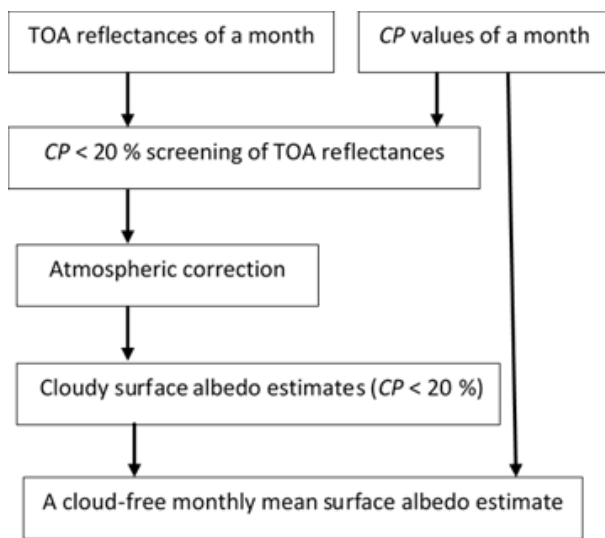 TOA reflectances of a month
CP values of a month
CP < 20 % screening of TOA reflectances
Atmospheric correction
Cloudy surface albedo estimates (CP < 20 %)
A cloud-free monthly mean surface albedo estimate